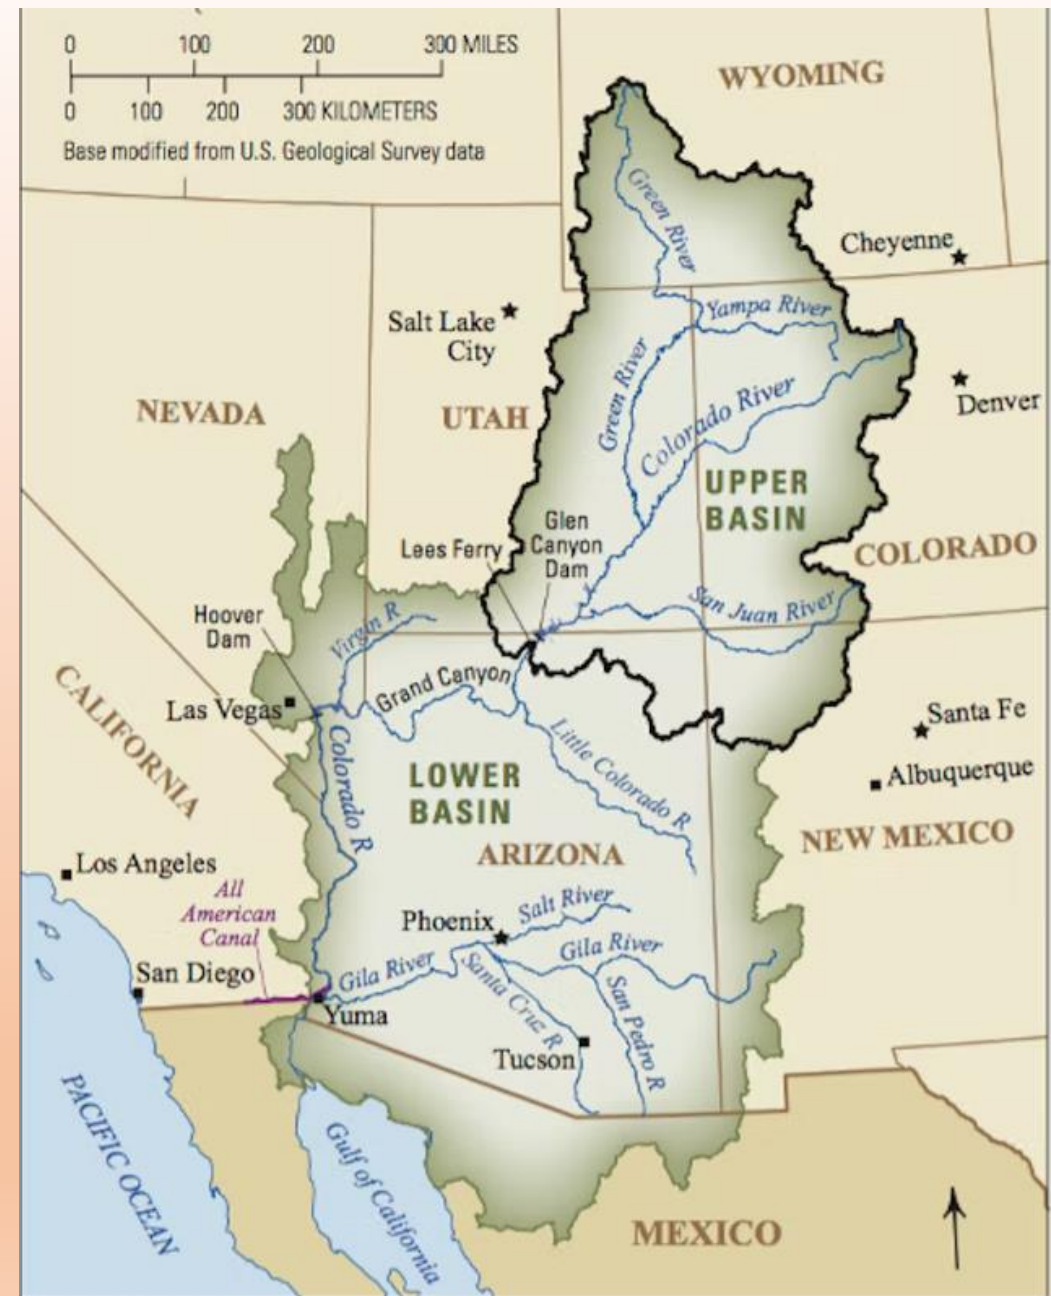 0 100 200 300 MILES
0 100 200 300 KILOMETERS
Base modified from U.S. Geological Survey data
WYOMING
Green River
Cheyenne
Yampa River
Salt Lake
City
Green River
Colorado River
Denver
NEVADA
UTAH
UPPER
BASIN
Glen
Canyon
Dam
Lees Ferry
COLORADO
San Juan River
Hoover
Dam
Virgin R
Grand Canyon
CALIFORNIA
Las Vegas
Santa Fe
Colorado R
Little Colorado R
Albuquerque
LOWER
BASIN
NEW MEXICO
ARIZONA
Los Angeles
All
American
Canal
Salt River
Phoenix
Gila River
San Diego
Gila River
Santa Cruz R
San Pedro R
Yuma
Tucson
PACIFIC OCEAN
Gulf of California
MEXICO